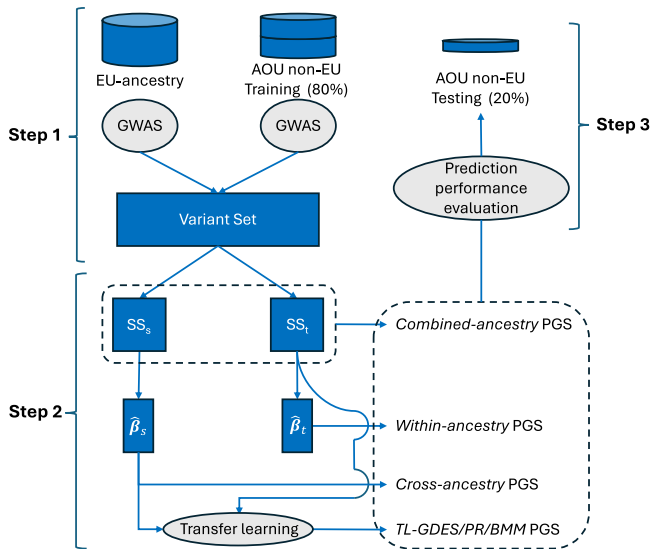 EU-ancestry
AOU non-EU
Training (80%)
AOU non-EU
Testing (20%)
Step 1
GWAS
GWAS
Step 3
Prediction
performance
evaluation
Variant Set
SSₛ
SSₜ
Combined-ancestry PGS
Step 2
β̂ₛ
β̂ₜ
Within-ancestry PGS
Cross-ancestry PGS
Transfer learning
TL-GDES/PR/BMM PGS